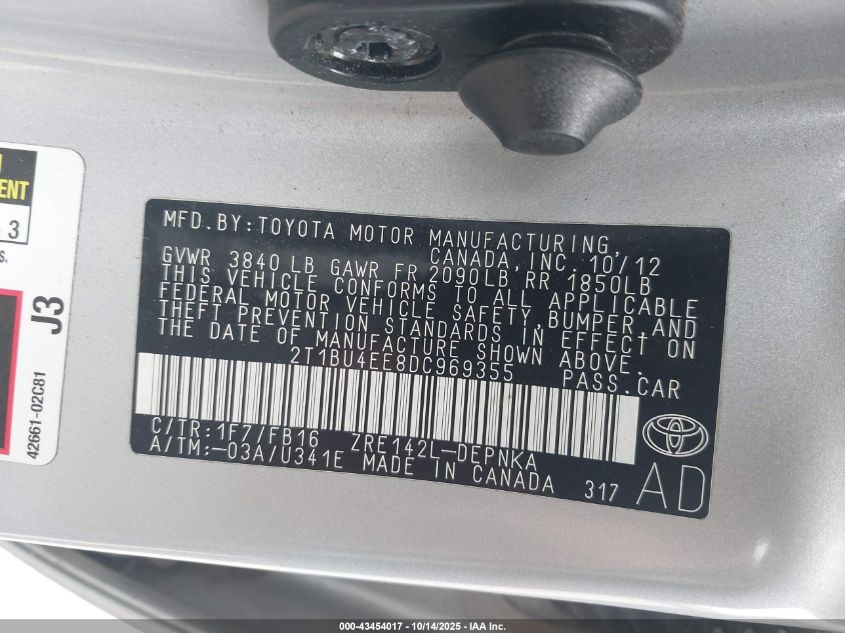 MFD. BY: TOYOTA MOTOR MANUFACTURING,
CANADA, INC. 10/12
GVWR 3840 LB GAWR FR 2090LB RR 1850LB
THIS VEHICLE CONFORMS TO ALL APPLICABLE
FEDERAL MOTOR VEHICLE SAFETY, BUMPER, AND
THEFT PREVENTION STANDARDS IN EFFECT ON
THE DATE OF MANUFACTURE SHOWN ABOVE.
2T1BU4EE8DC969355 PASS. CAR
C/TR: 1F7/FB16 ZRE142L-DEPNKA
A/TM: -03A/U341E MADE IN CANADA 317
TOYOTA
AD
3
J3
42661-02C81
000-43454017 - 10/14/2025 - IAA Inc.